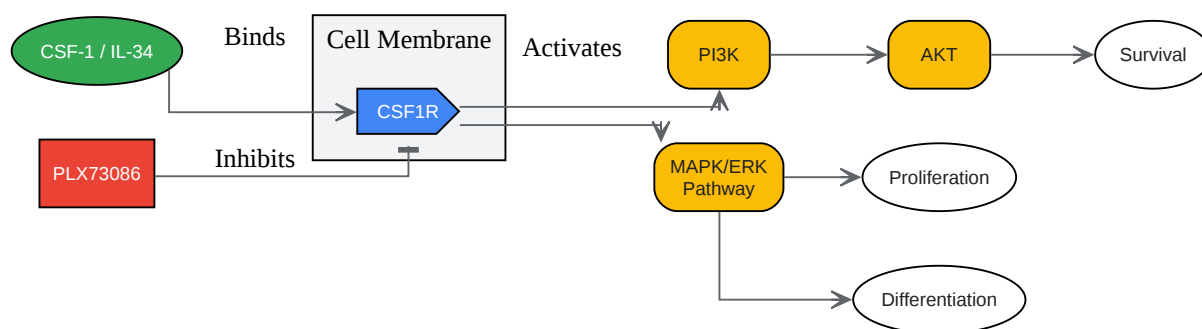 CSF-1 / IL-34
Binds
Cell Membrane
Activates
CSF1R
PI3K
AKT
Survival
PLX73086
Inhibits
MAPK/ERK
Pathway
Proliferation
Differentiation